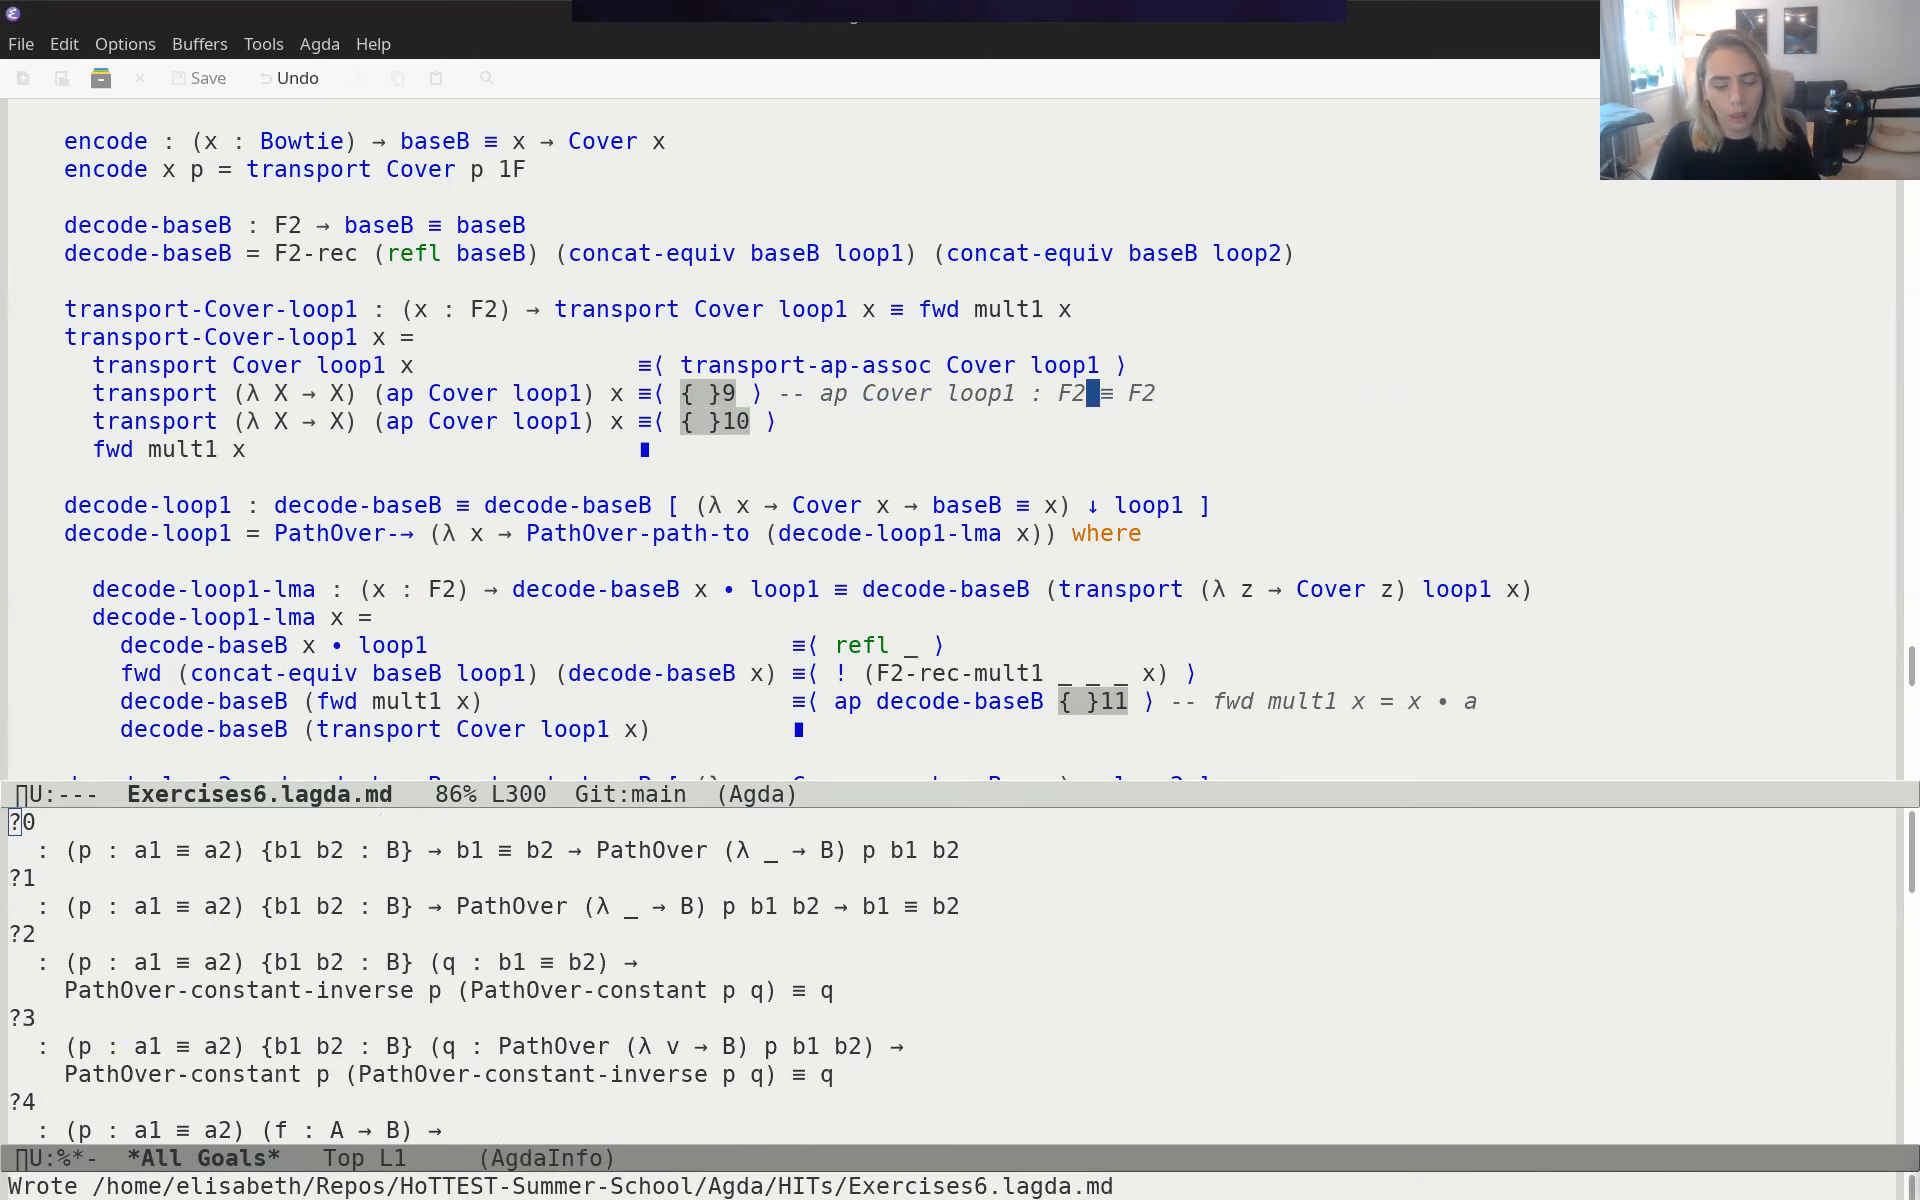 File Edit Options Buffers Tools Agda Help
Save Undo
encode : (x : Bowtie) → baseB ≡ x → Cover x
encode x p = transport Cover p 1F
decode-baseB : F2 → baseB ≡ baseB
decode-baseB = F2-rec (refl baseB) (concat-equiv baseB loop1) (concat-equiv baseB loop2)
transport-Cover-loop1 : (x : F2) → transport Cover loop1 x ≡ fwd mult1 x
transport-Cover-loop1 x =
transport Cover loop1 x ≡⟨ transport-ap-assoc Cover loop1 ⟩
transport (λ X → X) (ap Cover loop1) x ≡⟨ { }9 ⟩ -- ap Cover loop1 : F2 ≡ F2
transport (λ X → X) (ap Cover loop1) x ≡⟨ { }10 ⟩
fwd mult1 x ∎
decode-loop1 : decode-baseB ≡ decode-baseB [ (λ x → Cover x → baseB ≡ x) ↓ loop1 ]
decode-loop1 = PathOver-→ (λ x → PathOver-path-to (decode-loop1-lma x)) where
decode-loop1-lma : (x : F2) → decode-baseB x ∙ loop1 ≡ decode-baseB (transport (λ z → Cover z) loop1 x)
decode-loop1-lma x =
decode-baseB x ∙ loop1 ≡⟨ refl _ ⟩
fwd (concat-equiv baseB loop1) (decode-baseB x) ≡⟨ ! (F2-rec-mult1 _ _ _ x) ⟩
decode-baseB (fwd mult1 x) ≡⟨ ap decode-baseB { }11 ⟩ -- fwd mult1 x = x ∙ a
decode-baseB (transport Cover loop1 x) ∎
U:--- Exercises6.lagda.md 86% L300 Git:main (Agda)
?0
: (p : a1 ≡ a2) {b1 b2 : B} → b1 ≡ b2 → PathOver (λ _ → B) p b1 b2
?1
: (p : a1 ≡ a2) {b1 b2 : B} → PathOver (λ _ → B) p b1 b2 → b1 ≡ b2
?2
: (p : a1 ≡ a2) {b1 b2 : B} (q : b1 ≡ b2) →
PathOver-constant-inverse p (PathOver-constant p q) ≡ q
?3
: (p : a1 ≡ a2) {b1 b2 : B} (q : PathOver (λ v → B) p b1 b2) →
PathOver-constant p (PathOver-constant-inverse p q) ≡ q
?4
: (p : a1 ≡ a2) (f : A → B) →
U:%*- *All Goals* Top L1 (AgdaInfo)
Wrote /home/elisabeth/Repos/HoTTEST-Summer-School/Agda/HITs/Exercises6.lagda.md